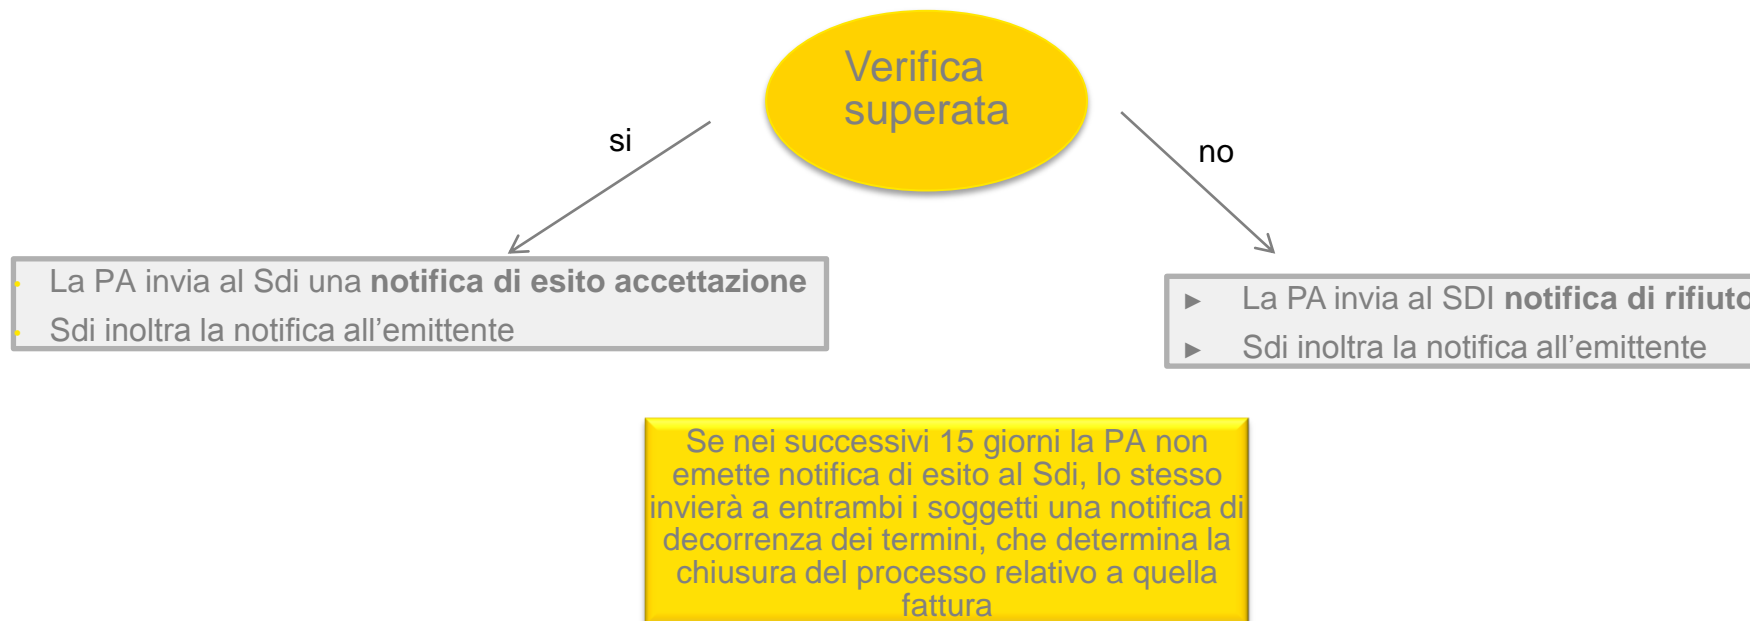 Verifica
superata
si
no
La PA invia al Sdi una notifica di esito accettazione
Sdi inoltra la notifica all’emittente
► La PA invia al SDI notifica di rifiuto
► Sdi inoltra la notifica all’emittente
Se nei successivi 15 giorni la PA non
emette notifica di esito al Sdi, lo stesso
invierà a entrambi i soggetti una notifica di
decorrenza dei termini, che determina la
chiusura del processo relativo a quella
fattura